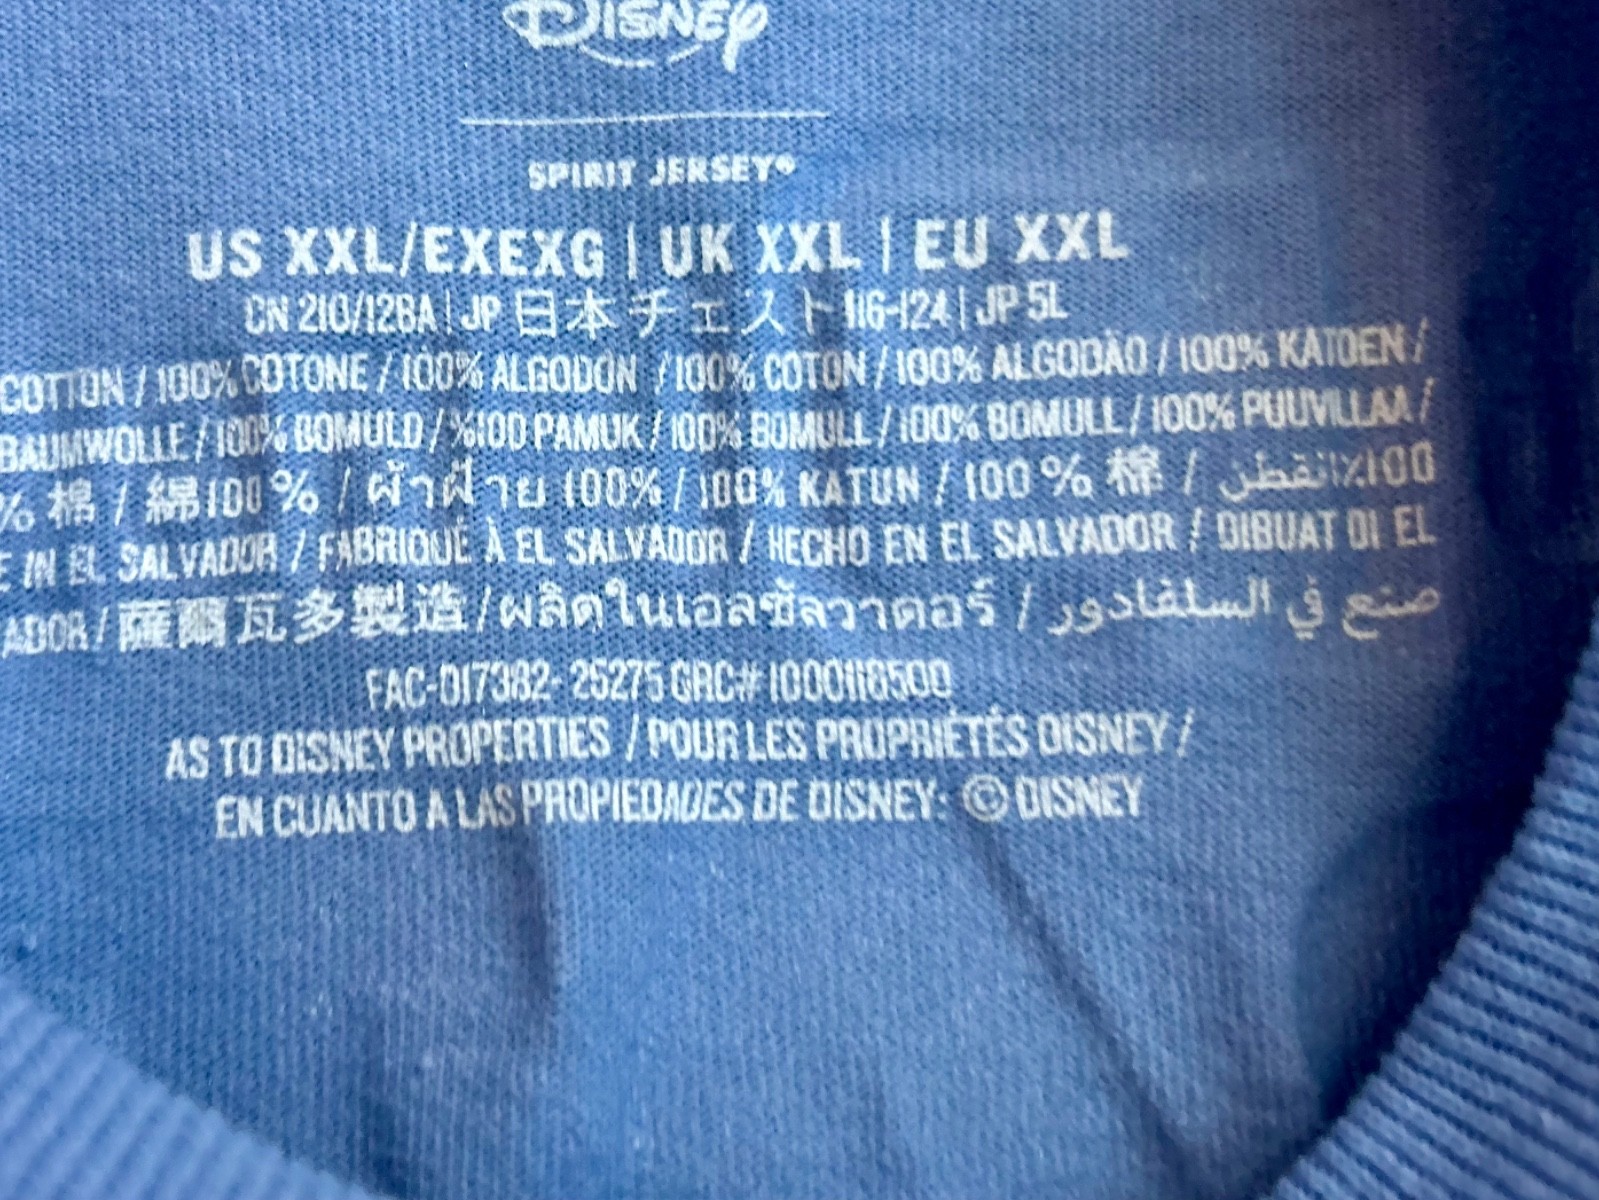 Disney
SPIRIT JERSEY®
US XXL/EXEXG | UK XXL | EU XXL
CN 210/128A | JP 日本チェスト 116-124 | JP 5L
COTTON / 100% COTONE / 100% ALGODÓN / 100% COTON / 100% ALGODÃO / 100% KATOEN /
BAUMWOLLE / 100% BOMULD / %100 PAMUK / 100% BOMULL / 100% BOMULL / 100% PUUVILLAA /
% 棉 / 綿100 % / ผ้าฝ้าย 100% / 100% KATUN / 100 % 棉 / 100٪انقطن
E IN EL SALVADOR / FABRIQUÉ À EL SALVADOR / HECHO EN EL SALVADOR / DIBUAT DI EL
ADOR / 薩爾瓦多製造 / ผลิตในเอลซัลวาดอร์ / صنع في السلفادور
FAC-017382- 25275 GRC# 1000118500
AS TO DISNEY PROPERTIES / POUR LES PROPRIÉTÉS DISNEY /
EN CUANTO A LAS PROPIEDADES DE DISNEY: © DISNEY